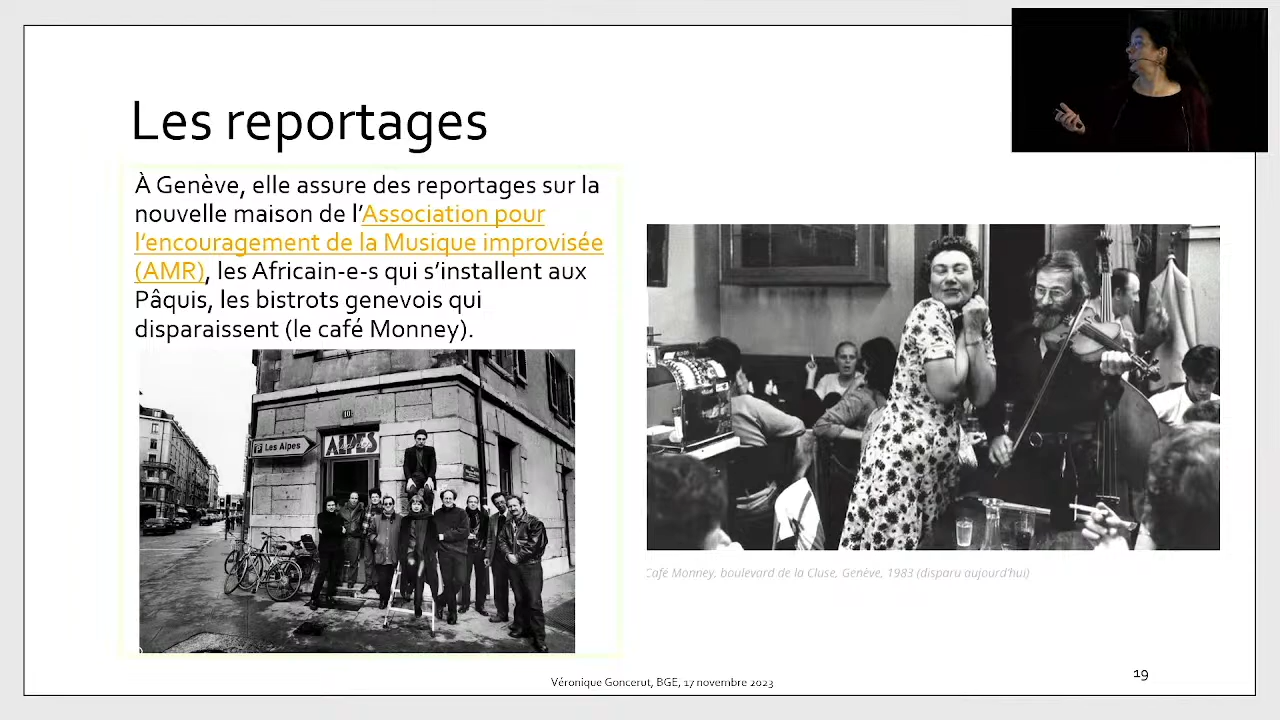 Les reportages
À Genève, elle assure des reportages sur la
nouvelle maison de l’Association pour
l’encouragement de la Musique improvisée
(AMR), les Africain-e-s qui s’installent aux
Pâquis, les bistrots genevois qui
disparaissent (le café Monney).
10
Les Alpes
ALPES
Café Monney, boulevard de la Cluse, Genève, 1983 (disparu aujourd'hui)
Véronique Goncerut, BGE, 17 novembre 2023
19